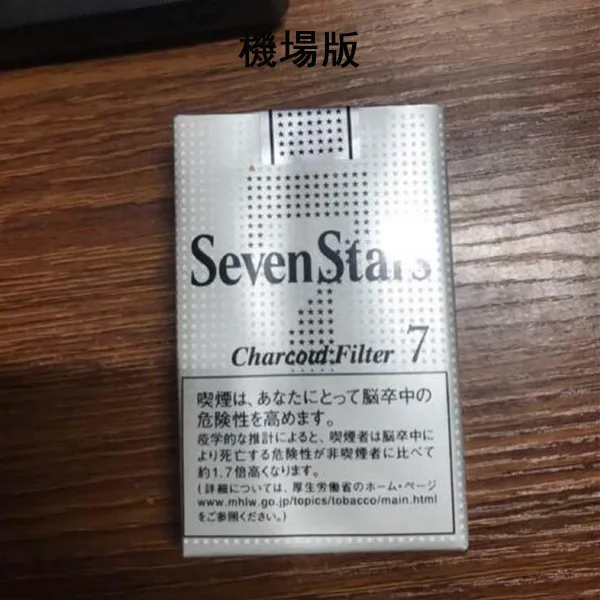 機場版
SevenStars
Charcoal Filter 7
喫煙は、あなたにとって脳卒中の
危険性を高めます。
疫学的な推計によると、喫煙者は脳卒中に
より死亡する危険性が非喫煙者に比べて
約1.7倍高くなります。
(詳細については、厚生労働省のホーム・ページ
www.mhlw.go.jp/topics/tobacco/main.html
をご参照ください。)